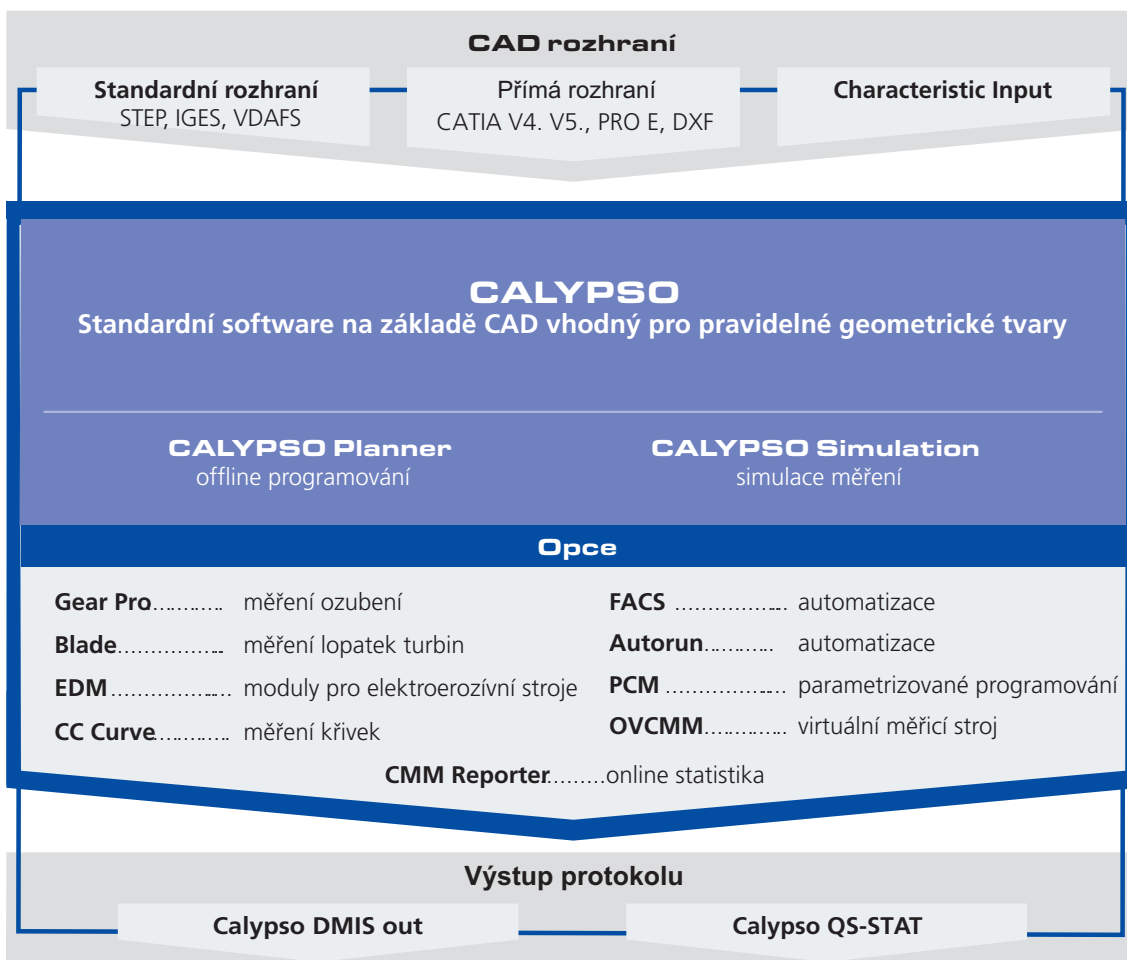 CAD rozhraní
Standardní rozhraní
STEP, IGES, VDAFS
Přímá rozhraní
CATIA V4. V5., PRO E, DXF
Characteristic Input
CALYPSO
Standardní software na základě CAD vhodný pro pravidelné geometrické tvary
CALYPSO Planner
offline programování
CALYPSO Simulation
simulace měření
Opce
Gear Pro............ měření ozubení
Blade................ měření lopatek turbin
EDM.................. moduly pro elektroerozívní stroje
CC Curve............ měření křivek
FACS ................. automatizace
Autorun........... automatizace
PCM .................. parametrizované programování
OVCMM............. virtuální měřicí stroj
CMM Reporter.........online statistika
Výstup protokolu
Calypso DMIS out
Calypso QS-STAT